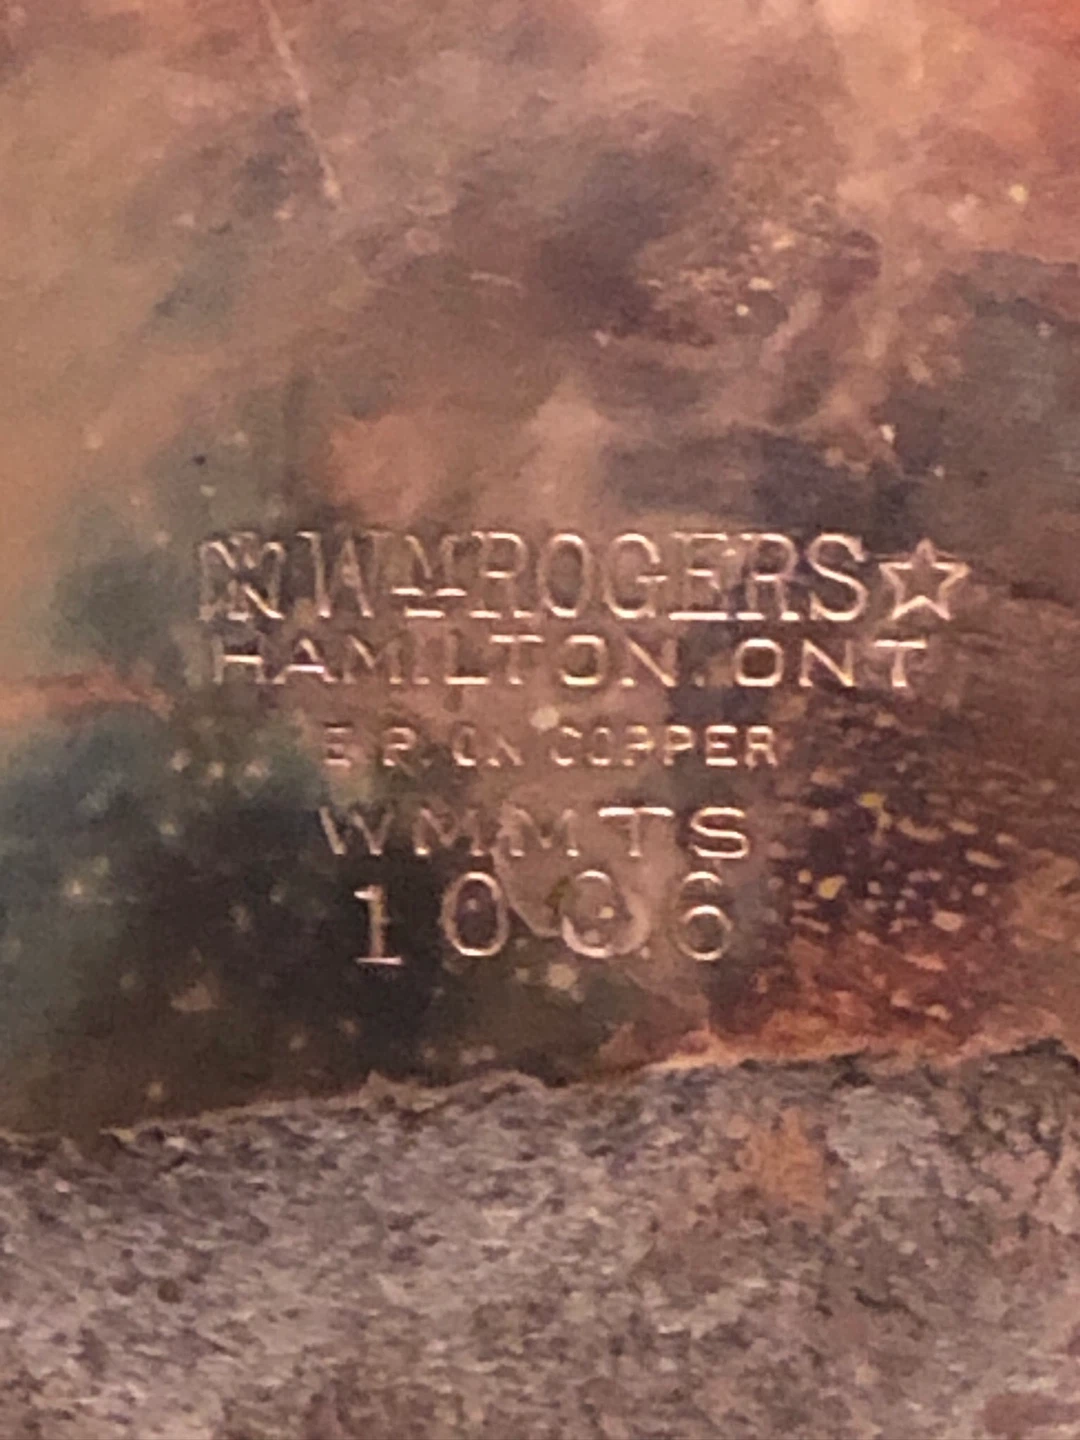 Wᴹ ROGERS
HAMILTON. ONT
E.P. ON COPPER
WMMTS
1006